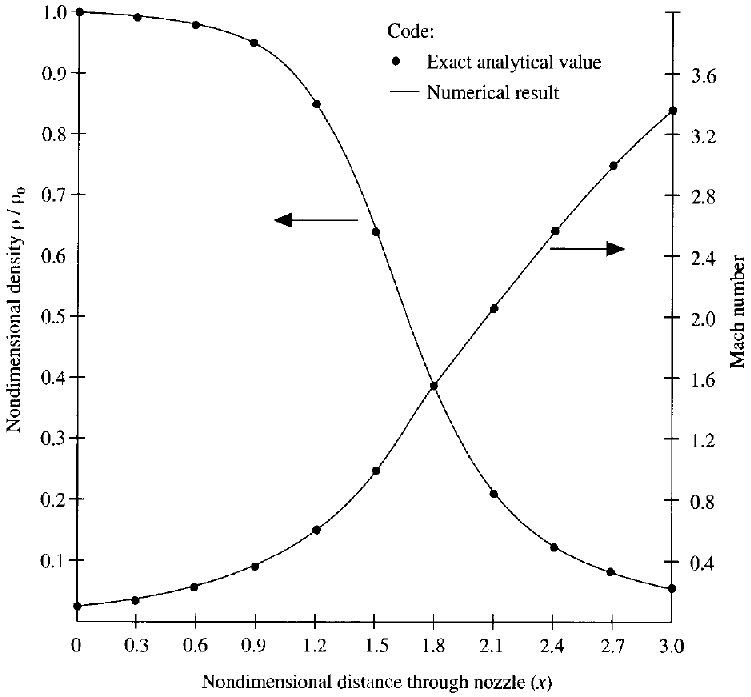 Code:
Exact analytical value
Numerical result
Nondimensional density ρ / ρ₀
1.0
0.9
0.8
0.7
0.6
0.5
0.4
0.3
0.2
0.1
Mach number
3.6
3.2
2.8
2.4
2.0
1.6
1.2
.8
0.4
0 0.3 0.6 0.9 1.2 1.5 1.8 2.1 2.4 2.7 3.0
Nondimensional distance through nozzle (x)